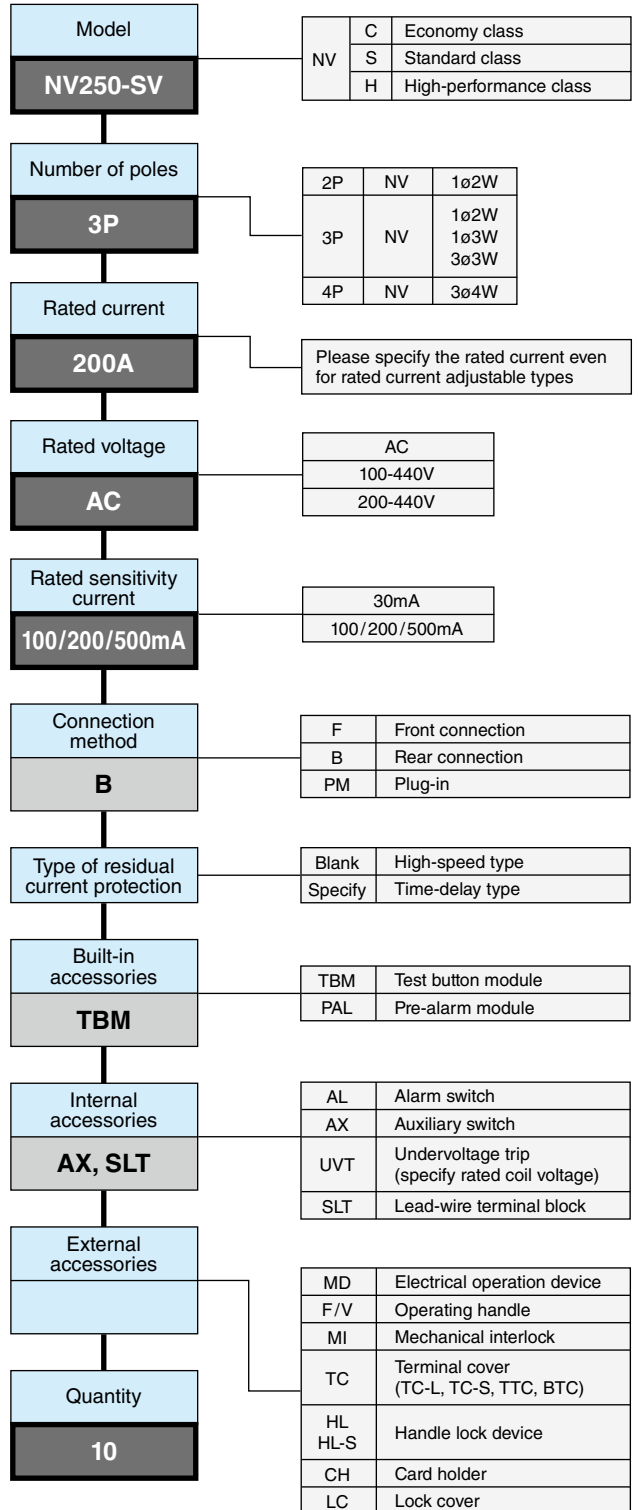 Model
NV250-SV
NV
C Economy class
S Standard class
H High-performance class
Number of poles
3P
2P NV 1ø2W
3P NV 1ø2W
1ø3W
3ø3W
4P NV 3ø4W
Rated current
200A
Please specify the rated current even
for rated current adjustable types
Rated voltage
AC
AC
100-440V
200-440V
Rated sensitivity
current
100/200/500mA
30mA
100/200/500mA
Connection
method
B
F Front connection
B Rear connection
PM Plug-in
Type of residual
current protection
Blank High-speed type
Specify Time-delay type
Built-in
accessories
TBM
TBM Test button module
PAL Pre-alarm module
Internal
accessories
AX, SLT
AL Alarm switch
AX Auxiliary switch
UVT Undervoltage trip
(specify rated coil voltage)
SLT Lead-wire terminal block
External
accessories
MD Electrical operation device
F/V Operating handle
MI Mechanical interlock
TC Terminal cover
(TC-L, TC-S, TTC, BTC)
HL
HL-S
Handle lock device
CH Card holder
LC Lock cover
Quantity
10